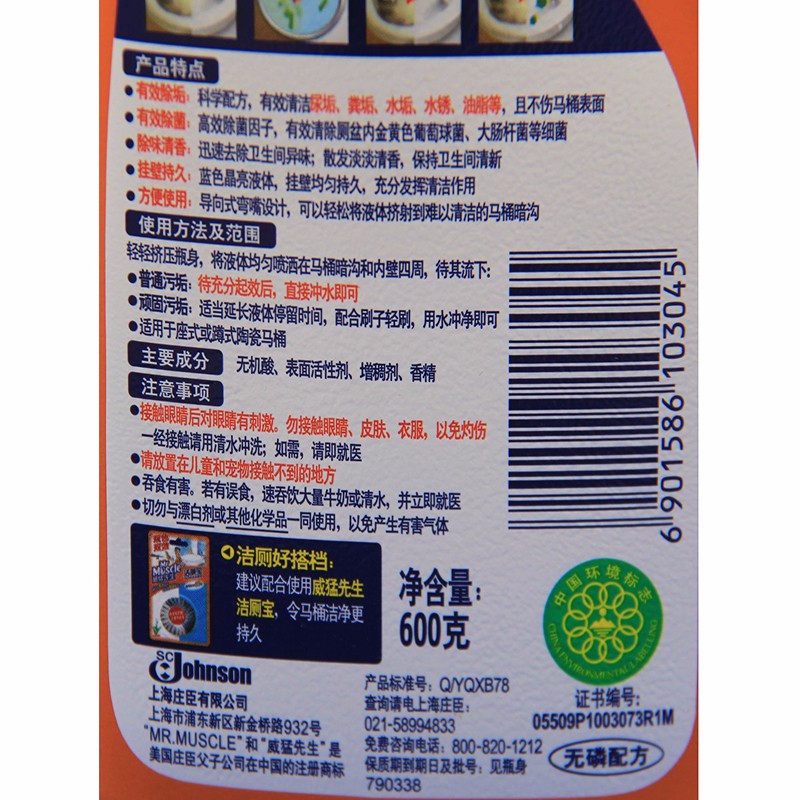 产品特点
有效除垢：科学配方，有效清洁尿垢、粪垢、水垢、水锈、油脂等，且不伤马桶表面
有效除菌：高效除菌因子，有效清除厕盆内金黄色葡萄球菌、大肠杆菌等细菌
除味清香：迅速去除卫生间异味；散发淡淡清香，保持卫生间清新
挂壁持久：蓝色晶亮液体，挂壁均匀持久，充分发挥清洁作用
方便使用：导向式弯嘴设计，可以轻松将液体挤射到难以清洁的马桶暗沟
使用方法及范围
轻轻挤压瓶身，将液体均匀喷洒在马桶暗沟和内壁四周，待其流下：
普通污垢：待充分起效后，直接冲水即可
顽固污垢：适当延长液体停留时间，配合刷子轻刷，用水冲净即可
适用于座式或蹲式陶瓷马桶
主要成分
无机酸、表面活性剂、增稠剂、香精
注意事项
接触眼睛后对眼睛有刺激。勿接触眼睛、皮肤、衣服，以免灼伤
一经接触请用清水冲洗；如需，请即就医
请放置在儿童和宠物接触不到的地方
吞食有害。若有误食，速吞饮大量牛奶或清水，并立即就医
切勿与漂白剂或其他化学品一同使用，以免产生有害气体
6 901586 103045
Mr Muscle
洁厕好搭档：
建议配合使用威猛先生
洁厕宝，令马桶洁净更
持久
净含量：
600克
中国环境标志
CHINA ENVIRONMENTAL LABELLING
证书编号：
05509P1003073R1M
无磷配方
SC Johnson
上海庄臣有限公司
上海市浦东新区新金桥路932号
"MR.MUSCLE"和"威猛先生"是
美国庄臣父子公司在中国的注册商标
产品标准号：Q/YQXB78
查询请电上海庄臣：
021-58994833
免费咨询电话：800-820-1212
保质期到期日及批号：见瓶身
790338